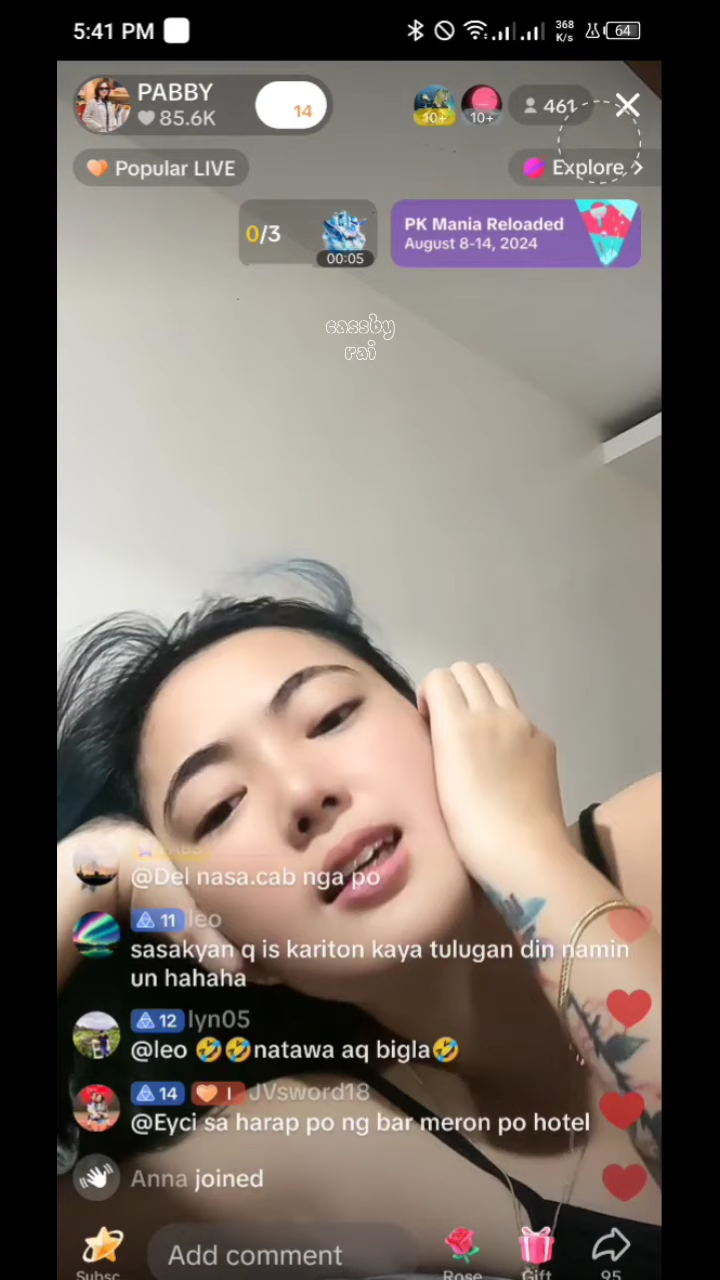 5:41 PM
368
K/s
64
PABBY
85.6K
14
10+
10+
461
Popular LIVE
Explore
0/3
00:05
PK Mania Reloaded
August 8-14, 2024
cassby
rai
@Del nasa.cab nga po
11 leo
sasakyan q is kariton kaya tulugan din namin
un hahaha
12 lyn05
@leo 🤣🤣natawa aq bigla🤣
14 I JVsword18
@Eyci sa harap po ng bar meron po hotel
Anna joined
Add comment
Subsc
Rose
Gift
95